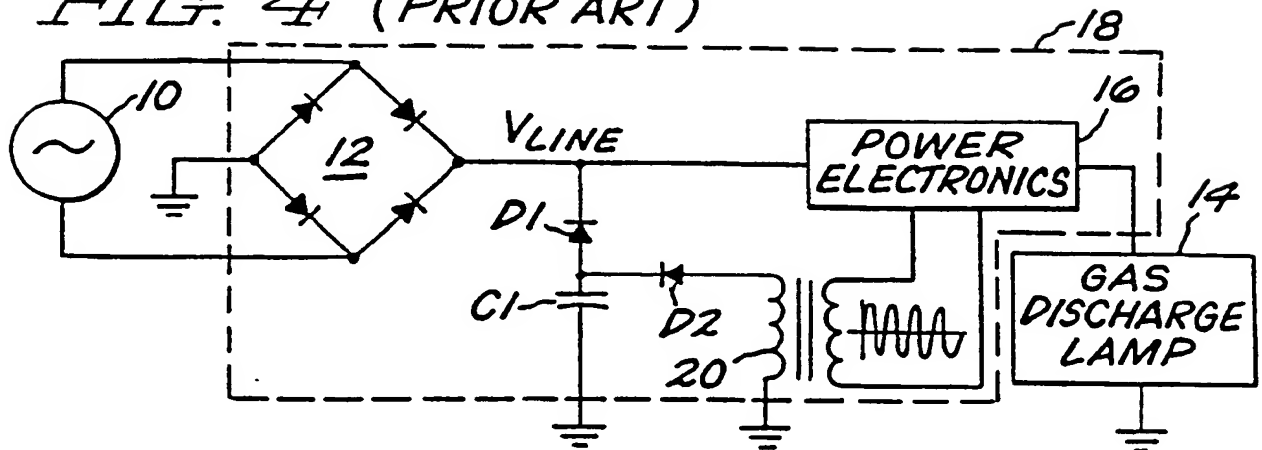 FIG. 4 (PRIOR ART)
18
10
16
12
VLINE
POWER
ELECTRONICS
14
D1
GAS
DISCHARGE
LAMP
C1
D2
20